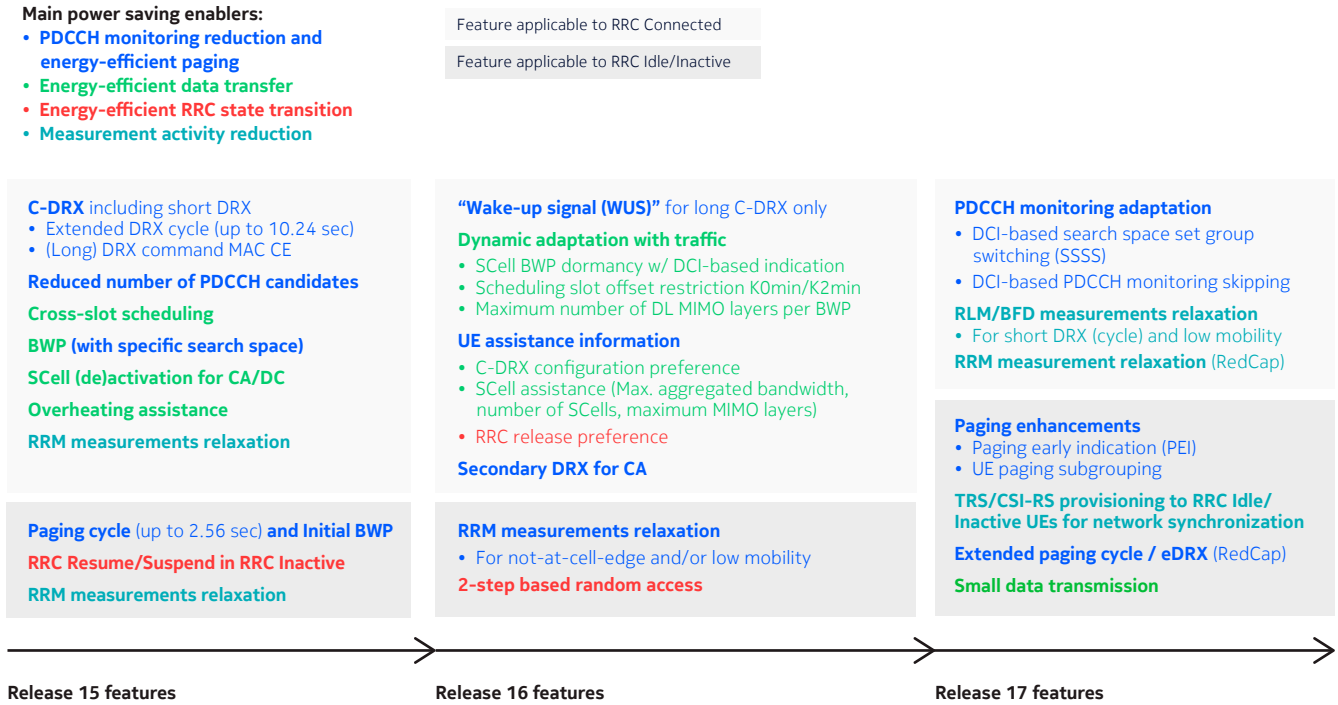 Main power saving enablers:
• PDCCH monitoring reduction and
energy-efficient paging
• Energy-efficient data transfer
• Energy-efficient RRC state transition
• Measurement activity reduction
Feature applicable to RRC Connected
Feature applicable to RRC Idle/Inactive
C-DRX including short DRX
• Extended DRX cycle (up to 10.24 sec)
• (Long) DRX command MAC CE
Reduced number of PDCCH candidates
Cross-slot scheduling
BWP (with specific search space)
SCell (de)activation for CA/DC
Overheating assistance
RRM measurements relaxation
Paging cycle (up to 2.56 sec) and Initial BWP
RRC Resume/Suspend in RRC Inactive
RRM measurements relaxation
Release 15 features
“Wake-up signal (WUS)” for long C-DRX only
Dynamic adaptation with traffic
• SCell BWP dormancy w/ DCI-based indication
• Scheduling slot offset restriction K0min/K2min
• Maximum number of DL MIMO layers per BWP
UE assistance information
• C-DRX configuration preference
• SCell assistance (Max. aggregated bandwidth,
number of SCells, maximum MIMO layers)
• RRC release preference
Secondary DRX for CA
RRM measurements relaxation
• For not-at-cell-edge and/or low mobility
2-step based random access
Release 16 features
PDCCH monitoring adaptation
• DCI-based search space set group
switching (SSSS)
• DCI-based PDCCH monitoring skipping
RLM/BFD measurements relaxation
• For short DRX (cycle) and low mobility
RRM measurement relaxation (RedCap)
Paging enhancements
• Paging early indication (PEI)
• UE paging subgrouping
TRS/CSI-RS provisioning to RRC Idle/
Inactive UEs for network synchronization
Extended paging cycle / eDRX (RedCap)
Small data transmission
Release 17 features